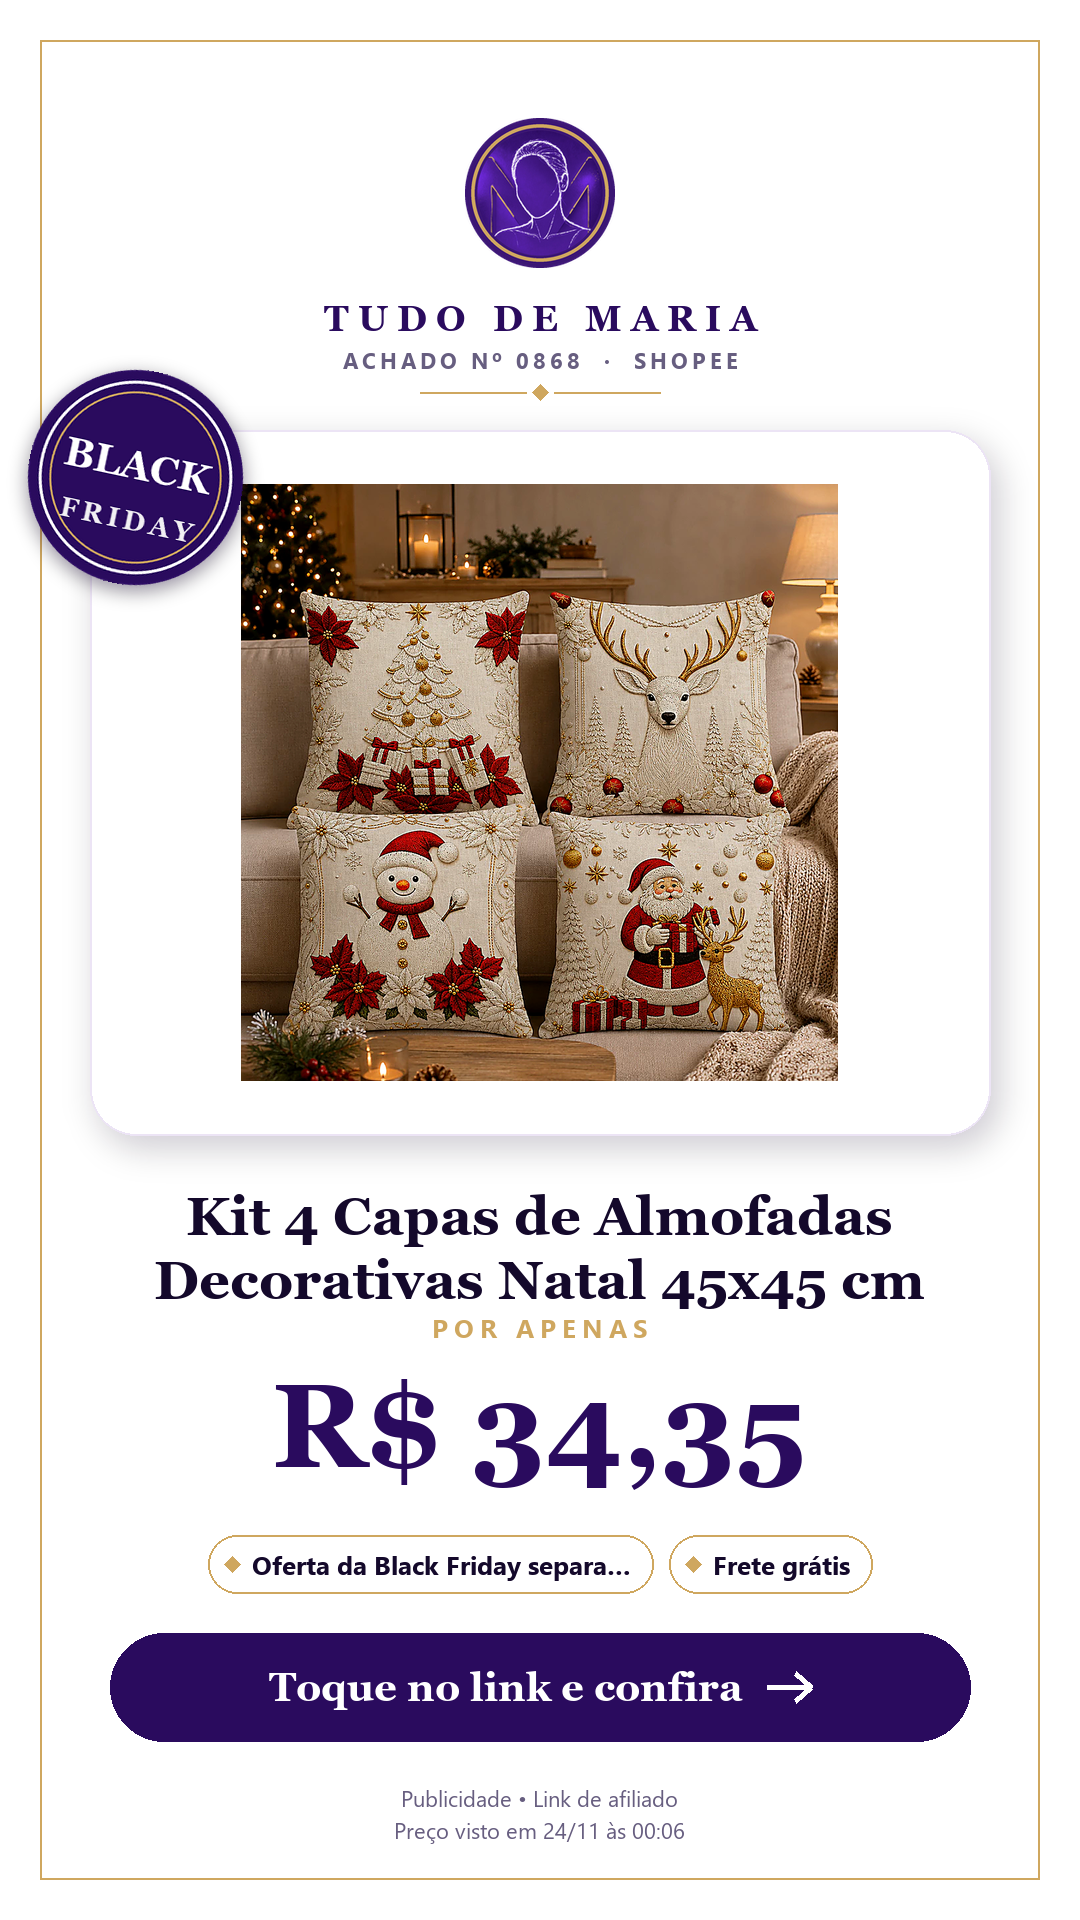 TUDO DE MARIA
ACHADO Nº 0868 · SHOPEE
BLACK
FRIDAY
Kit 4 Capas de Almofadas
Decorativas Natal 45x45 cm
POR APENAS
R$ 34,35
Oferta da Black Friday separa...
Frete grátis
Toque no link e confira →
Publicidade • Link de afiliado
Preço visto em 24/11 às 00:06